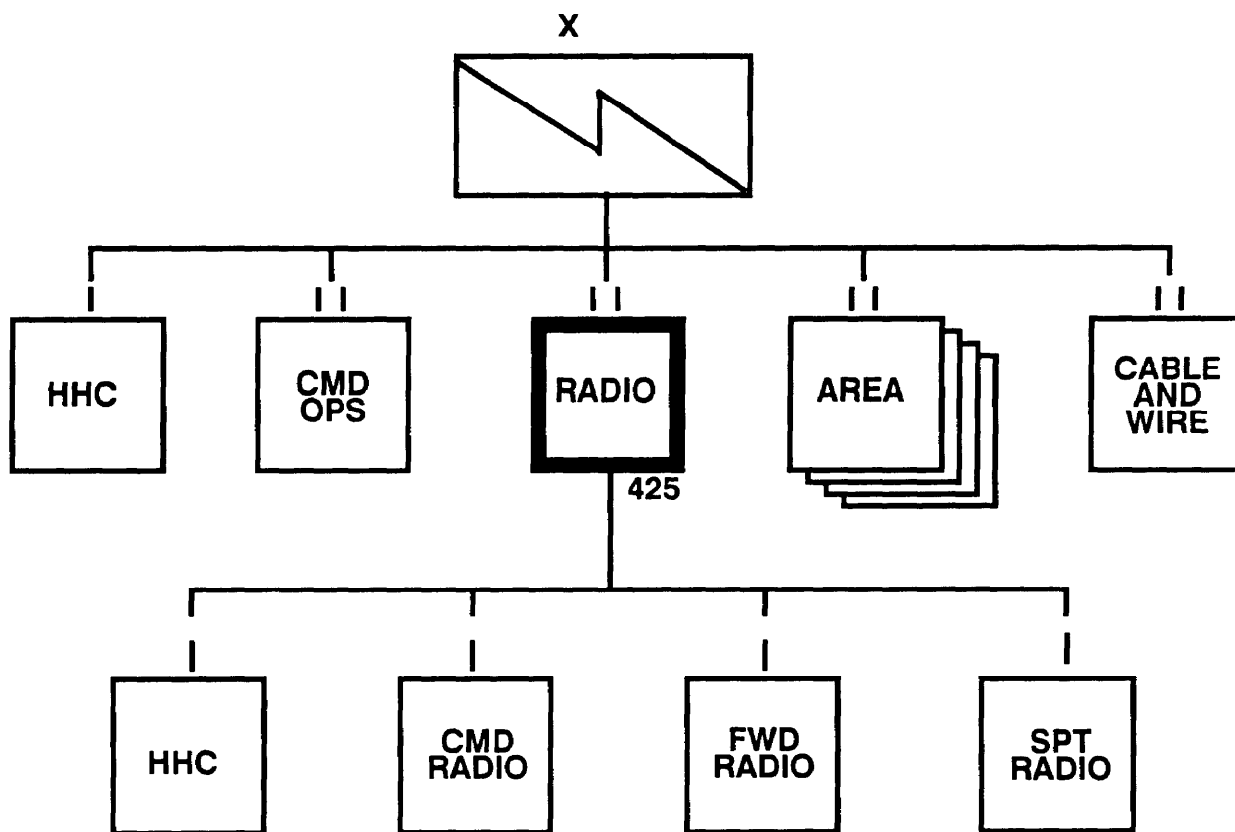 X
HHC
CMD
OPS
RADIO
AREA
CABLE
AND
WIRE
425
HHC
CMD
RADIO
FWD
RADIO
SPT
RADIO